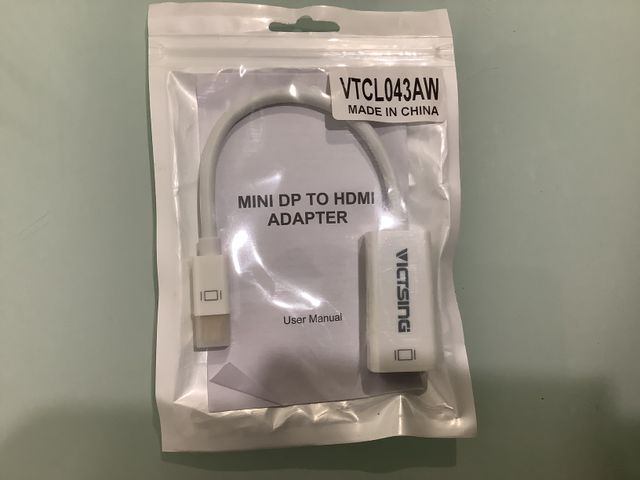 VTCL043AW
MADE IN CHINA
MINI DP TO HDMI
ADAPTER
VICTSING
User Manual